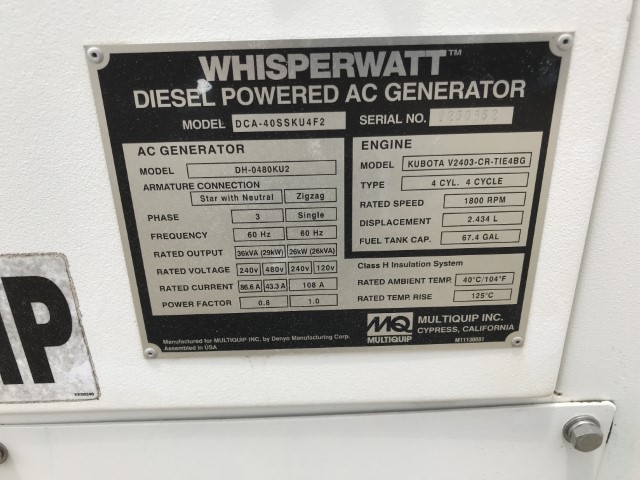 WHISPERWATT™
DIESEL POWERED AC GENERATOR
MODEL DCA-40SSKU4F2 SERIAL NO.
AC GENERATOR
MODEL DH-0480KU2
ARMATURE CONNECTION
Star with Neutral Zigzag
PHASE 3 Single
FREQUENCY 60 Hz 60 Hz
RATED OUTPUT 36kVA (29kW) 26kW (26kVA)
RATED VOLTAGE 240v 480v 240v 120v
RATED CURRENT 86.6 A 43.3 A 108 A
POWER FACTOR 0.8 1.0
Manufactured for MULTIQUIP INC. by Denyo Manufacturing Corp.
Assembled in USA
ENGINE
MODEL KUBOTA V2403-CR-TIE4BG
TYPE 4 CYL. 4 CYCLE
RATED SPEED 1800 RPM
DISPLACEMENT 2.434 L
FUEL TANK CAP. 67.4 GAL
Class H Insulation System
RATED AMBIENT TEMP. 40°C/104°F
RATED TEMP. RISE 125°C
MQ
MULTIQUIP
MULTIQUIP INC.
CYPRESS, CALIFORNIA
IP